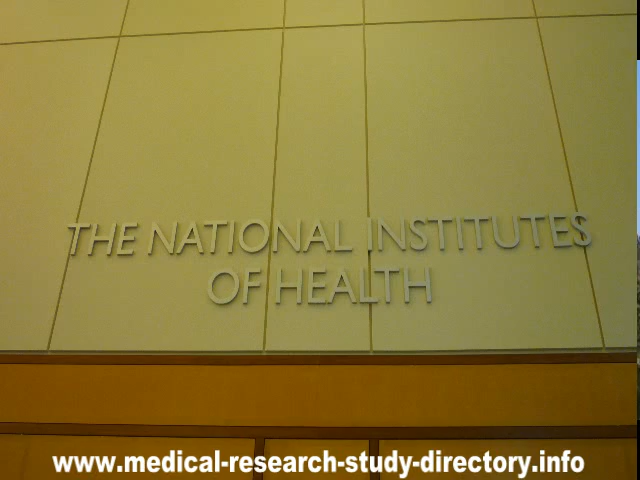 THE NATIONAL INSTITUTES
OF HEALTH
www.medical-research-study-directory.info